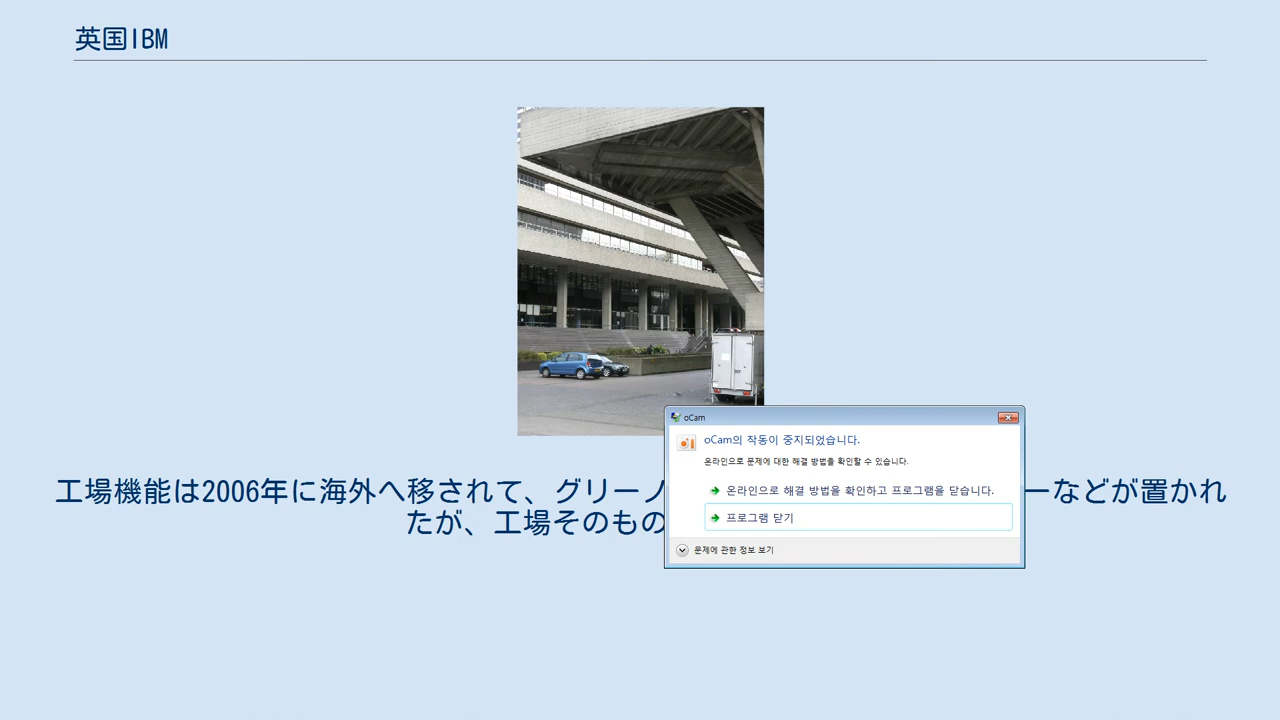 英国IBM
oCam
oCam의 작동이 중지되었습니다.
온라인으로 문제에 대한 해결 방법을 확인할 수 있습니다.
온라인으로 해결 방법을 확인하고 프로그램을 닫습니다.
프로그램 닫기
문제에 관한 정보 보기
工場機能は2006年に海外へ移されて、グリーノ
ーなどが置かれ
たが、工場そのもの